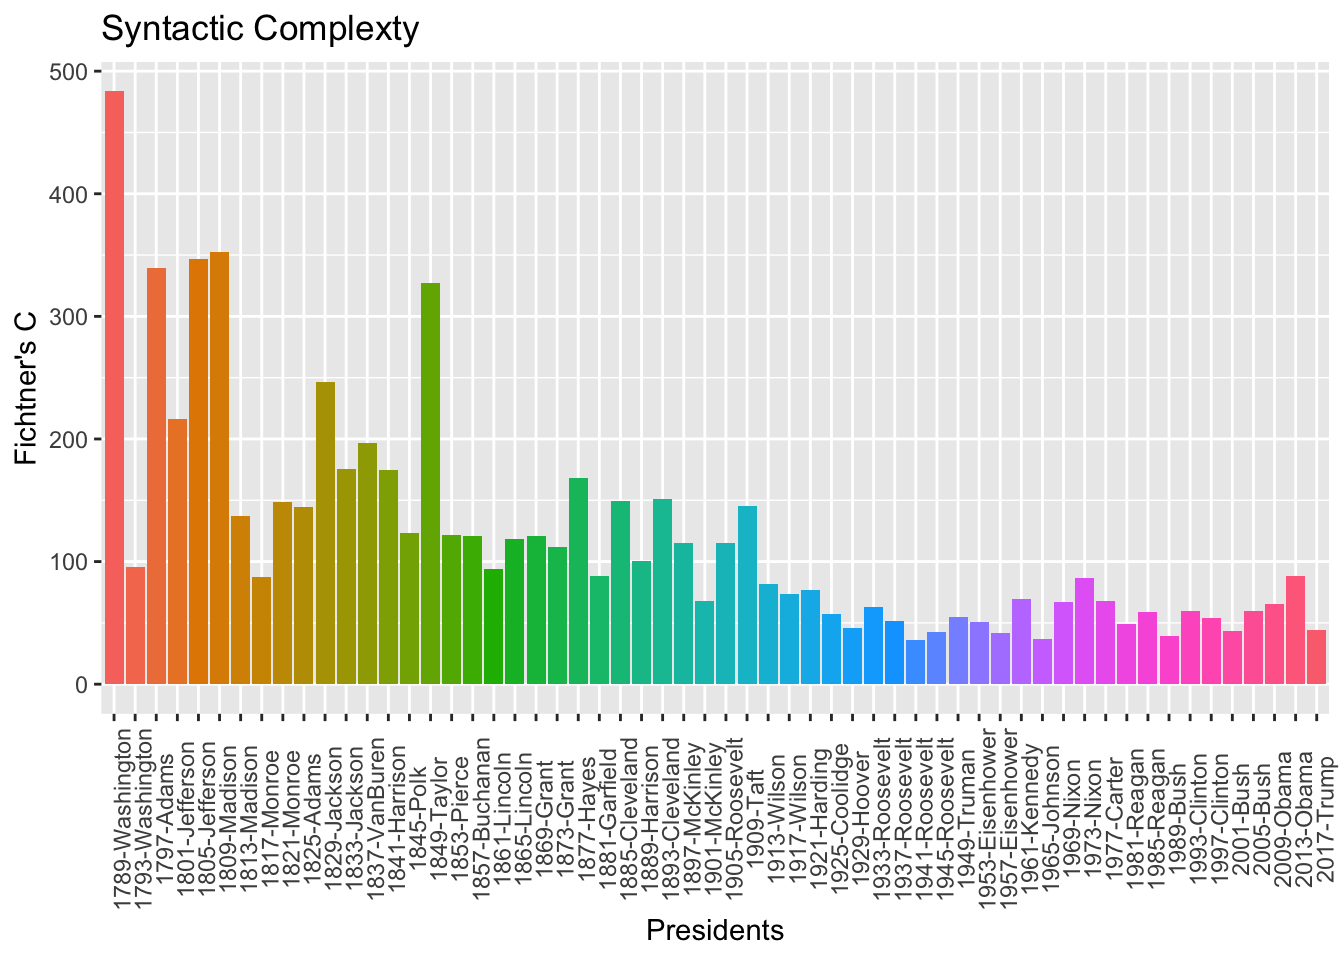 Syntactic Complexty
500
400
300
200
100
0
Fichtner's C
1789-Washington
1793-Washington
1797-Adams
1801-Jefferson
1805-Jefferson
1809-Madison
1813-Madison
1817-Monroe
1821-Monroe
1825-Adams
1829-Jackson
1833-Jackson
1837-VanBuren
1841-Harrison
1845-Polk
1849-Taylor
1853-Pierce
1857-Buchanan
1861-Lincoln
1865-Lincoln
1869-Grant
1873-Grant
1877-Hayes
1881-Garfield
1885-Cleveland
1889-Harrison
1893-Cleveland
1897-McKinley
1901-McKinley
1905-Roosevelt
1909-Taft
1913-Wilson
1917-Wilson
1921-Harding
1925-Coolidge
1929-Hoover
1933-Roosevelt
1937-Roosevelt
1941-Roosevelt
1945-Roosevelt
1949-Truman
1953-Eisenhower
1957-Eisenhower
1961-Kennedy
1965-Johnson
1969-Nixon
1973-Nixon
1977-Carter
1981-Reagan
1985-Reagan
1989-Bush
1993-Clinton
1997-Clinton
2001-Bush
2005-Bush
2009-Obama
2013-Obama
2017-Trump
Presidents